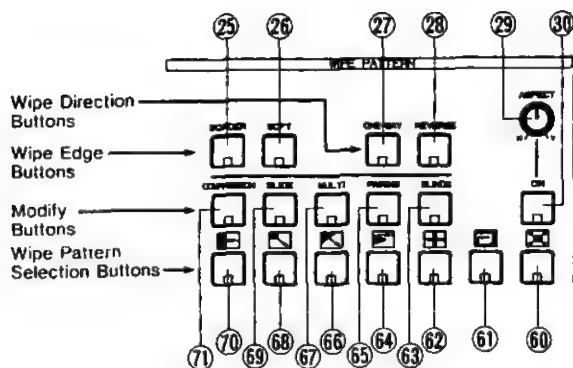 25 26 27 28 29 30
WIPE PATTERN
Wipe Direction
Buttons
ASPECT
BORDER SOFT ONE-WAY REVERSE
Wipe Edge
Buttons
COMPRESSION SLIDE MULTI PAIRING BLINDS ON
Modify
Buttons
Wipe Pattern
Selection Buttons
71 70 69 68 67 66 65 64 63 62 61 60